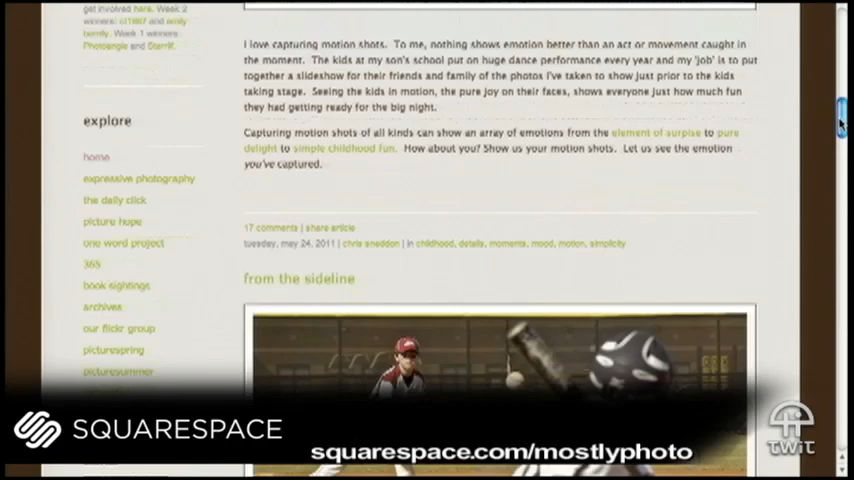 get involved here. Week 2
winners:
and emily
family. Week 1 winners:
Photoangie and Starrlif.
explore
home
expressive photography
the daily click
picture hope
one word project
365
book sightings
archives
our flickr group
picturespring
picturesummer
I love capturing motion shots. To me, nothing shows emotion better than an act or movement caught in
the moment. The kids at my son's school put on huge dance performance every year and my 'job' is to put
together a slideshow for their friends and family of the photos I've taken to show just prior to the kids
taking stage. Seeing the kids in motion, the pure joy on their faces, shows everyone just how much fun
they had getting ready for the big night.
Capturing motion shots of all kinds can show an array of emotions from the element of surpise to pure
delight to simple childhood fun. How about you? Show us your motion shots. Let us see the emotion
you've captured.
17 comments | share article
tuesday, may 24, 2011 | chris sneddon | in childhood, details, moments, mood, motion, simplicity
from the sideline
SQUARESPACE
squarespace.com/mostlyphoto
TWiT